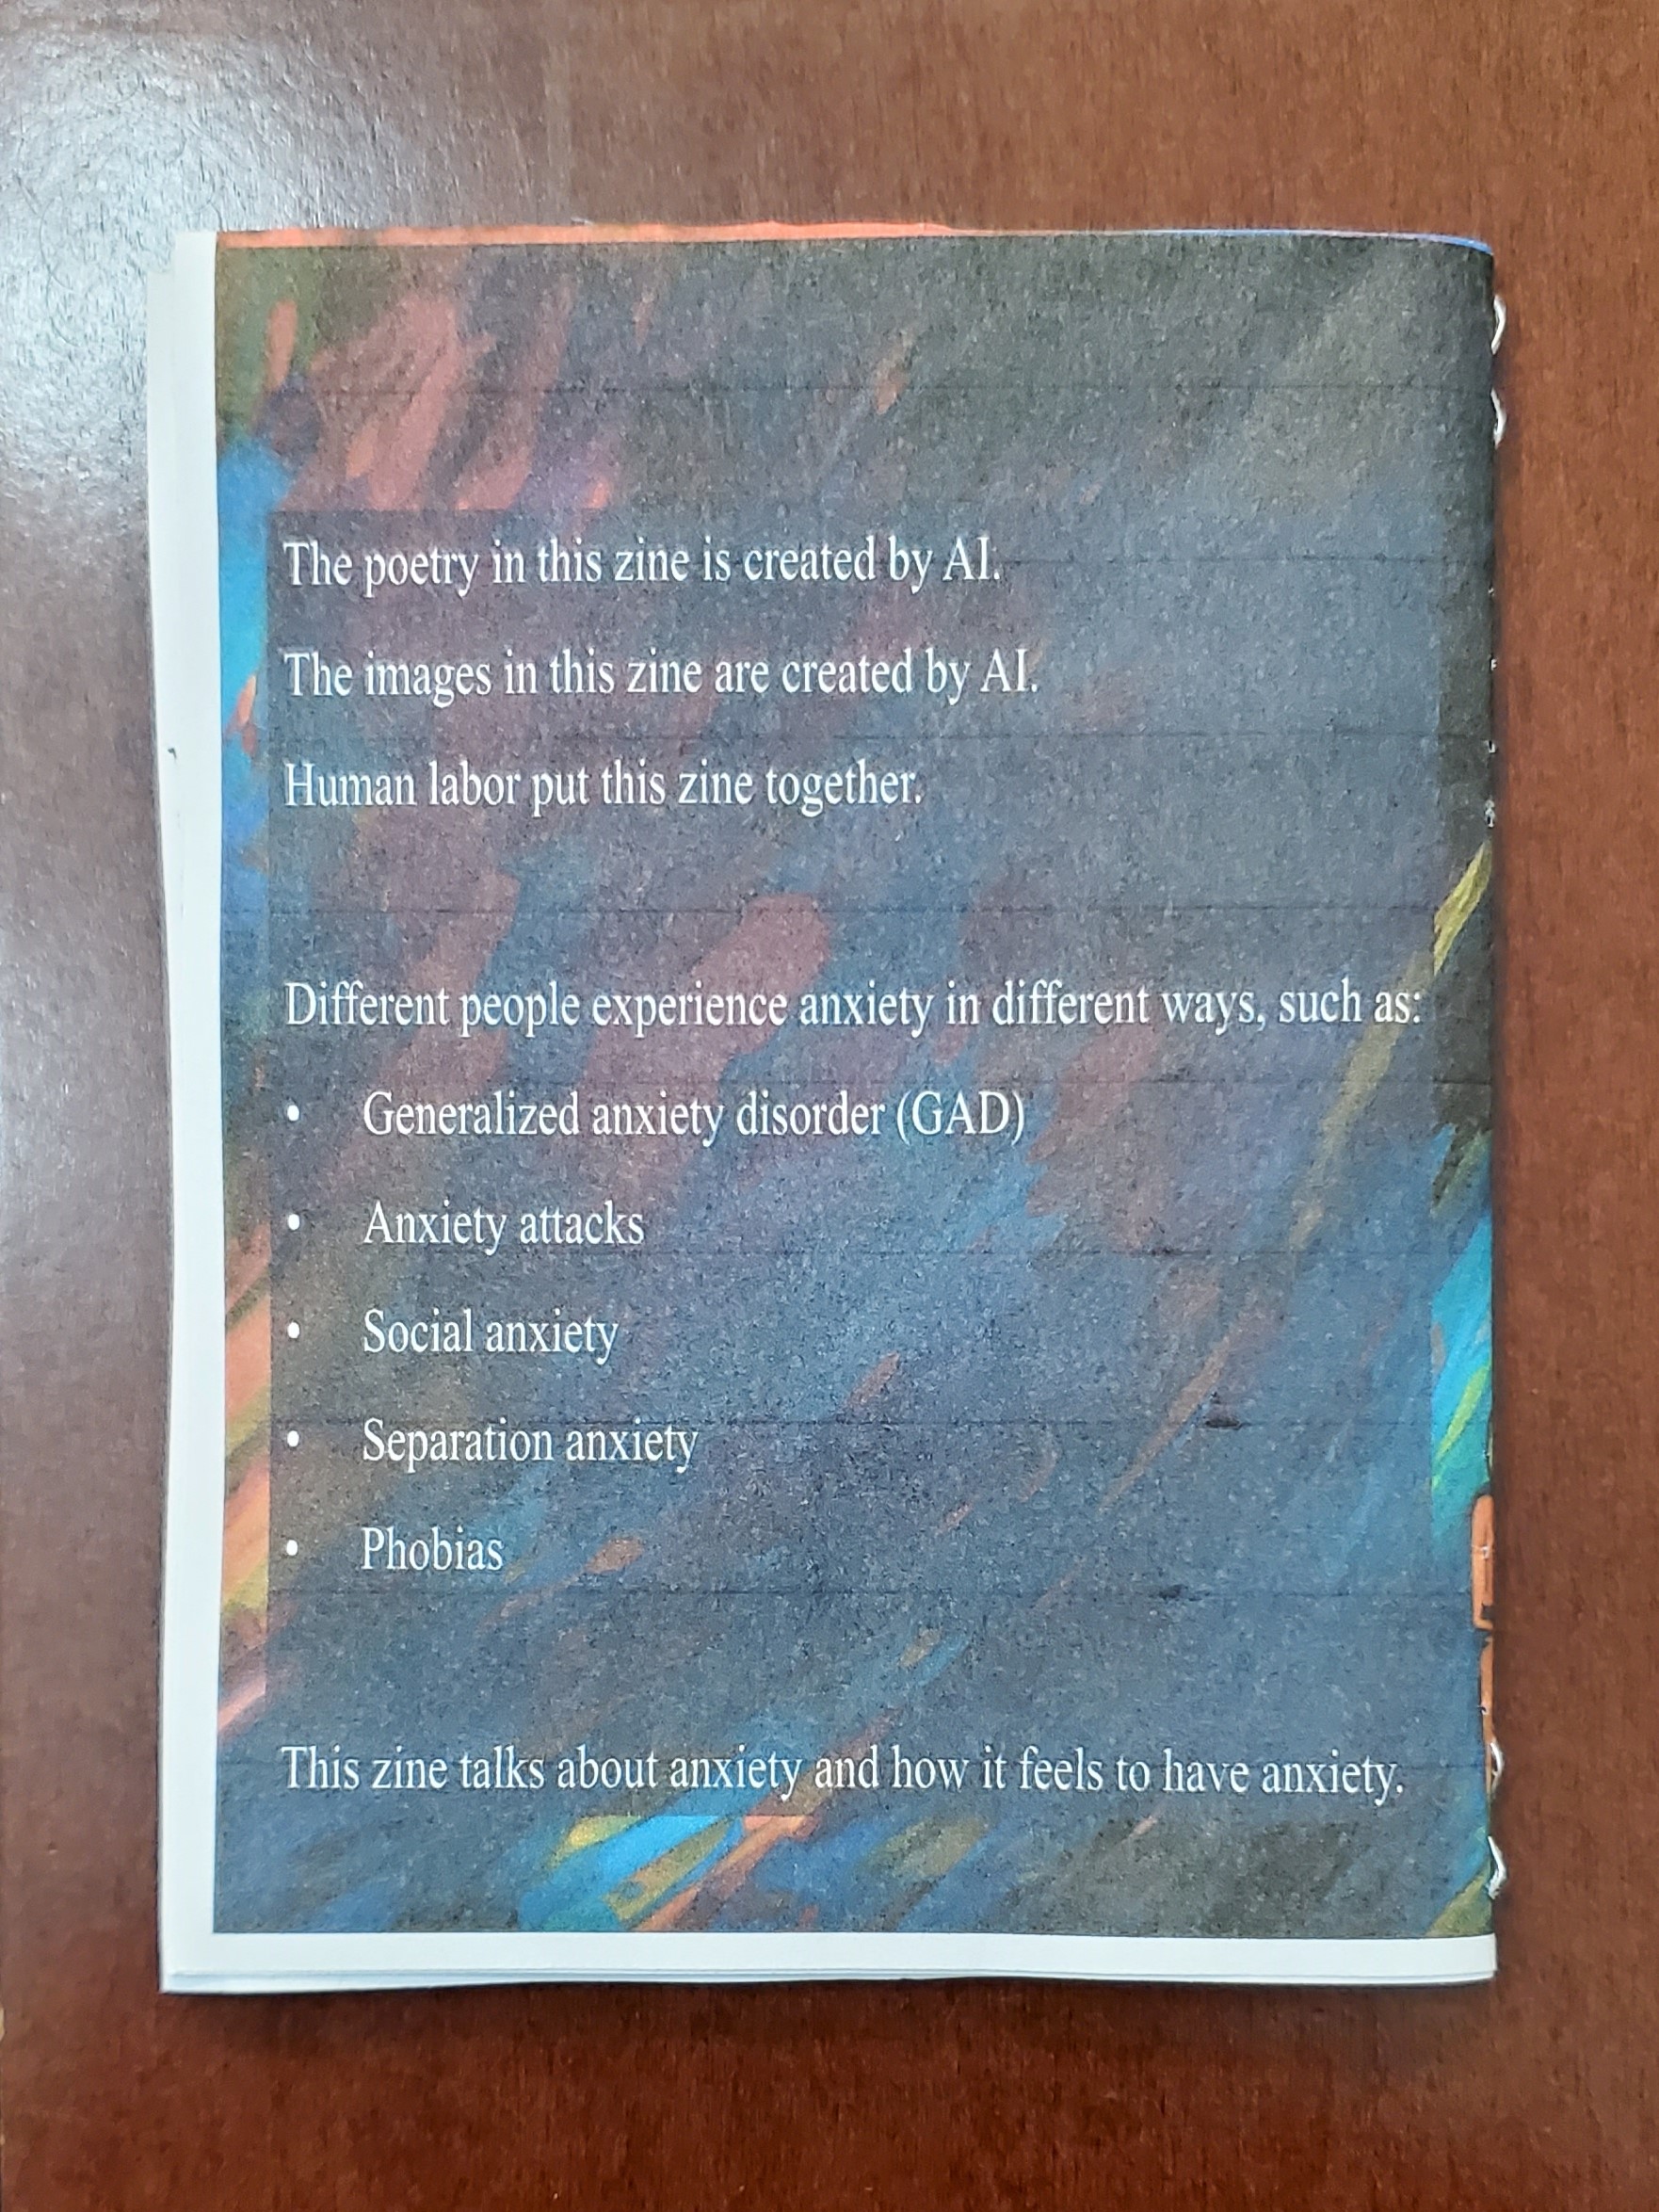 The poetry in this zine is created by AI.
The images in this zine are created by AI.
Human labor put this zine together.
Different people experience anxiety in different ways, such as:
• Generalized anxiety disorder (GAD)
• Anxiety attacks
• Social anxiety
• Separation anxiety
• Phobias
This zine talks about anxiety and how it feels to have anxiety.